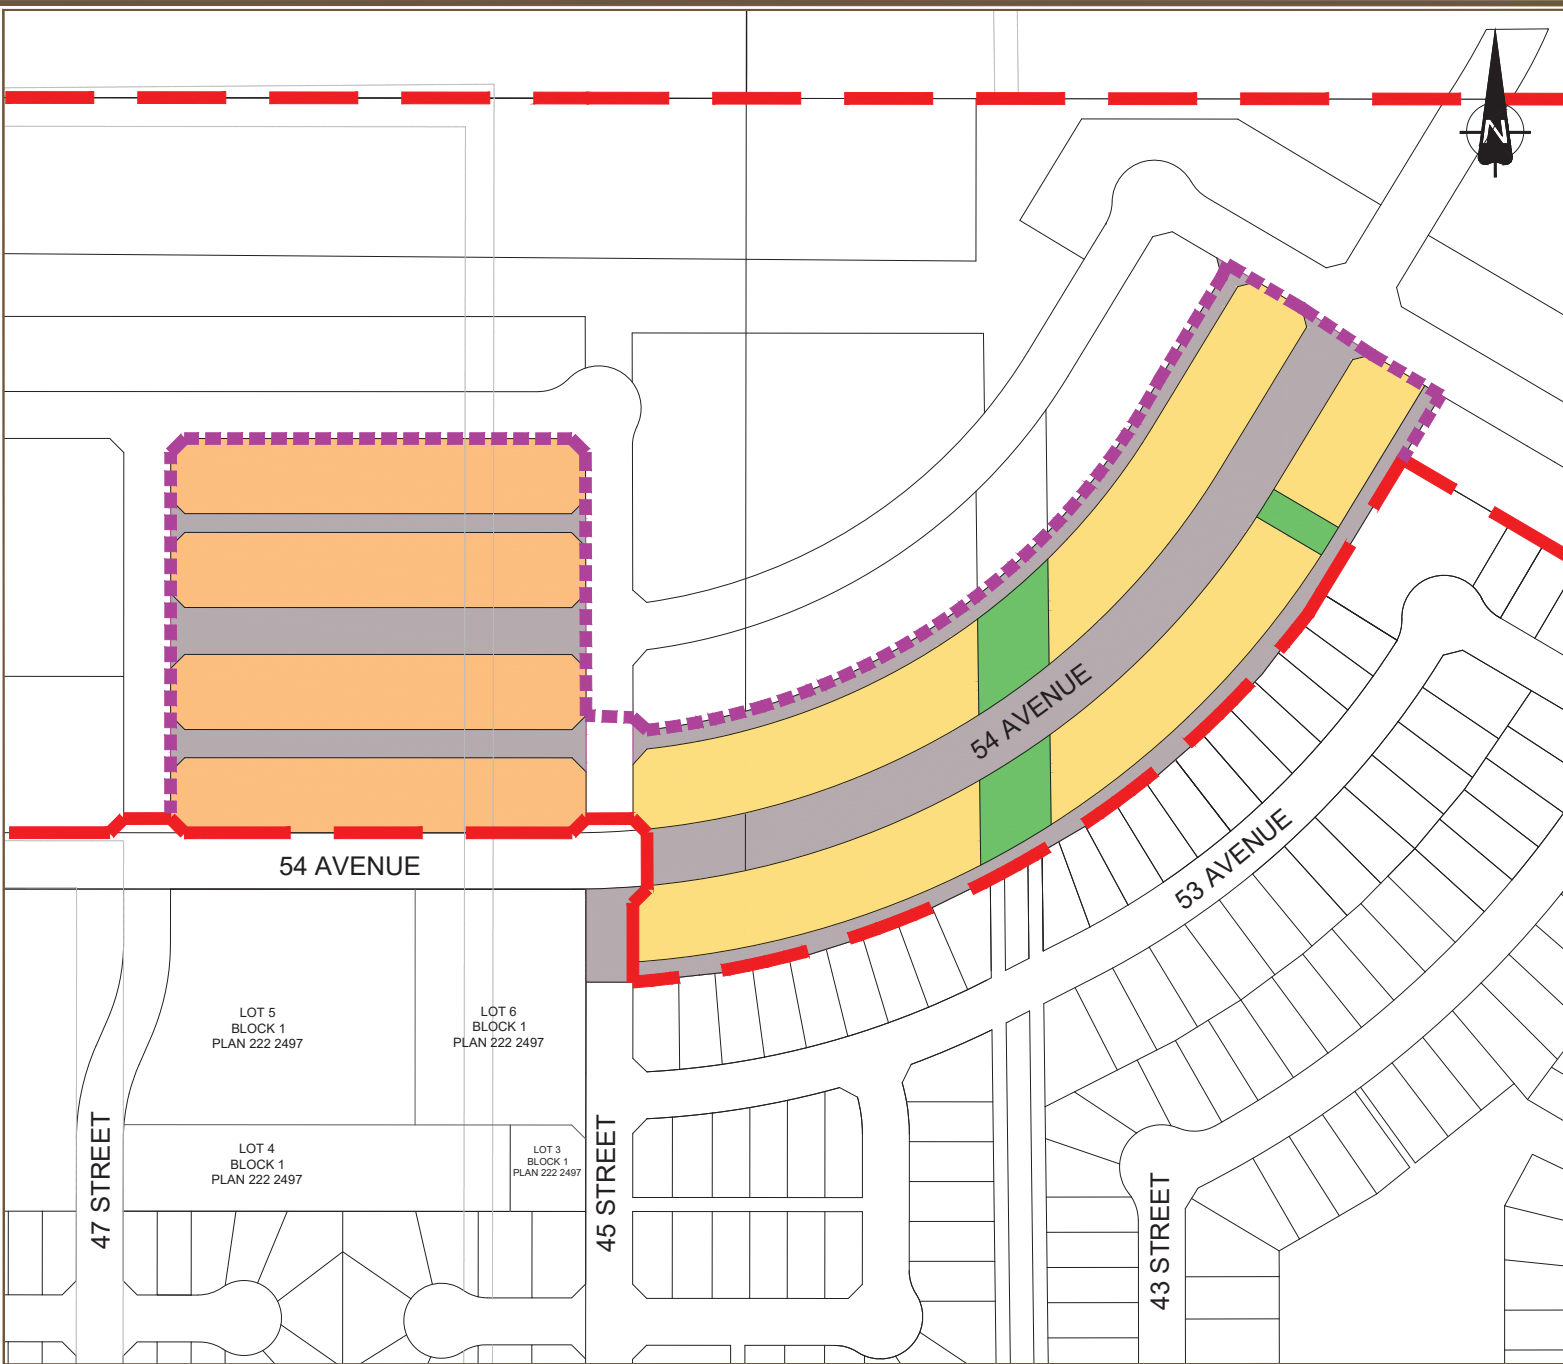 N
54 AVENUE
54 AVENUE
53 AVENUE
LOT 5
BLOCK 1
PLAN 222 2497
LOT 6
BLOCK 1
PLAN 222 2497
LOT 4
BLOCK 1
PLAN 222 2497
LOT 3
BLOCK 1
PLAN 222 2497
47 STREET
45 STREET
43 STREET